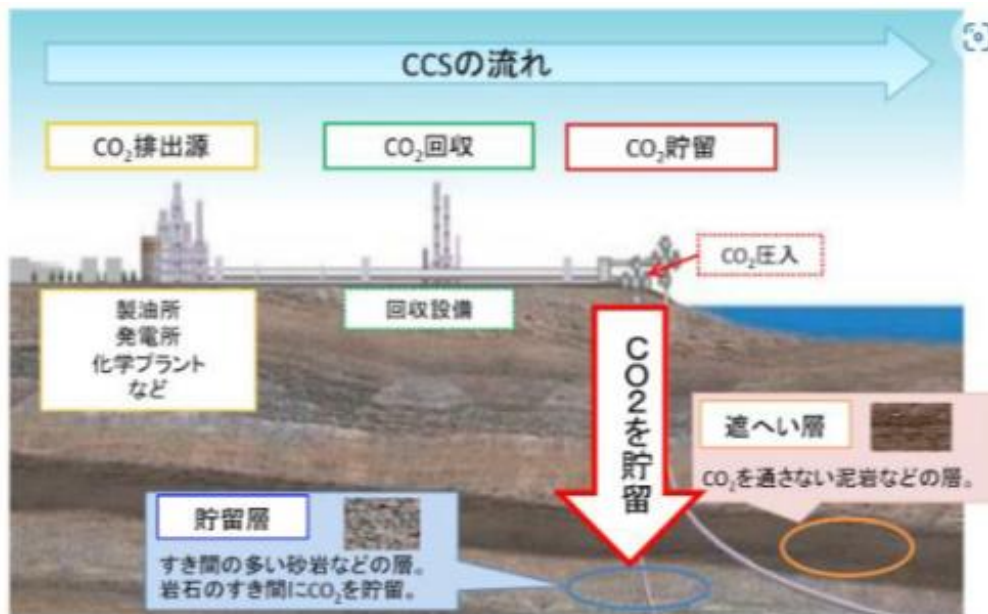 CCSの流れ
CO₂排出源
CO₂回収
CO₂貯留
CO₂圧入
製油所
発電所
化学プラント
など
回収設備
CO2を貯留
遮へい層
CO₂を通さない泥岩などの層。
貯留層
すき間の多い砂岩などの層。
岩石のすき間にCO₂を貯留。